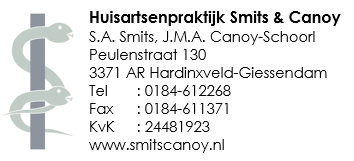 Huisartsenpraktijk Smits & Canoy
S.A. Smits, J.M.A. Canoy-Schoorl
Peulenstraat 130
3371 AR Hardinxveld-Giessendam
Tel : 0184-612268
Fax : 0184-611371
KvK : 24481923
www.smitscanoy.nl